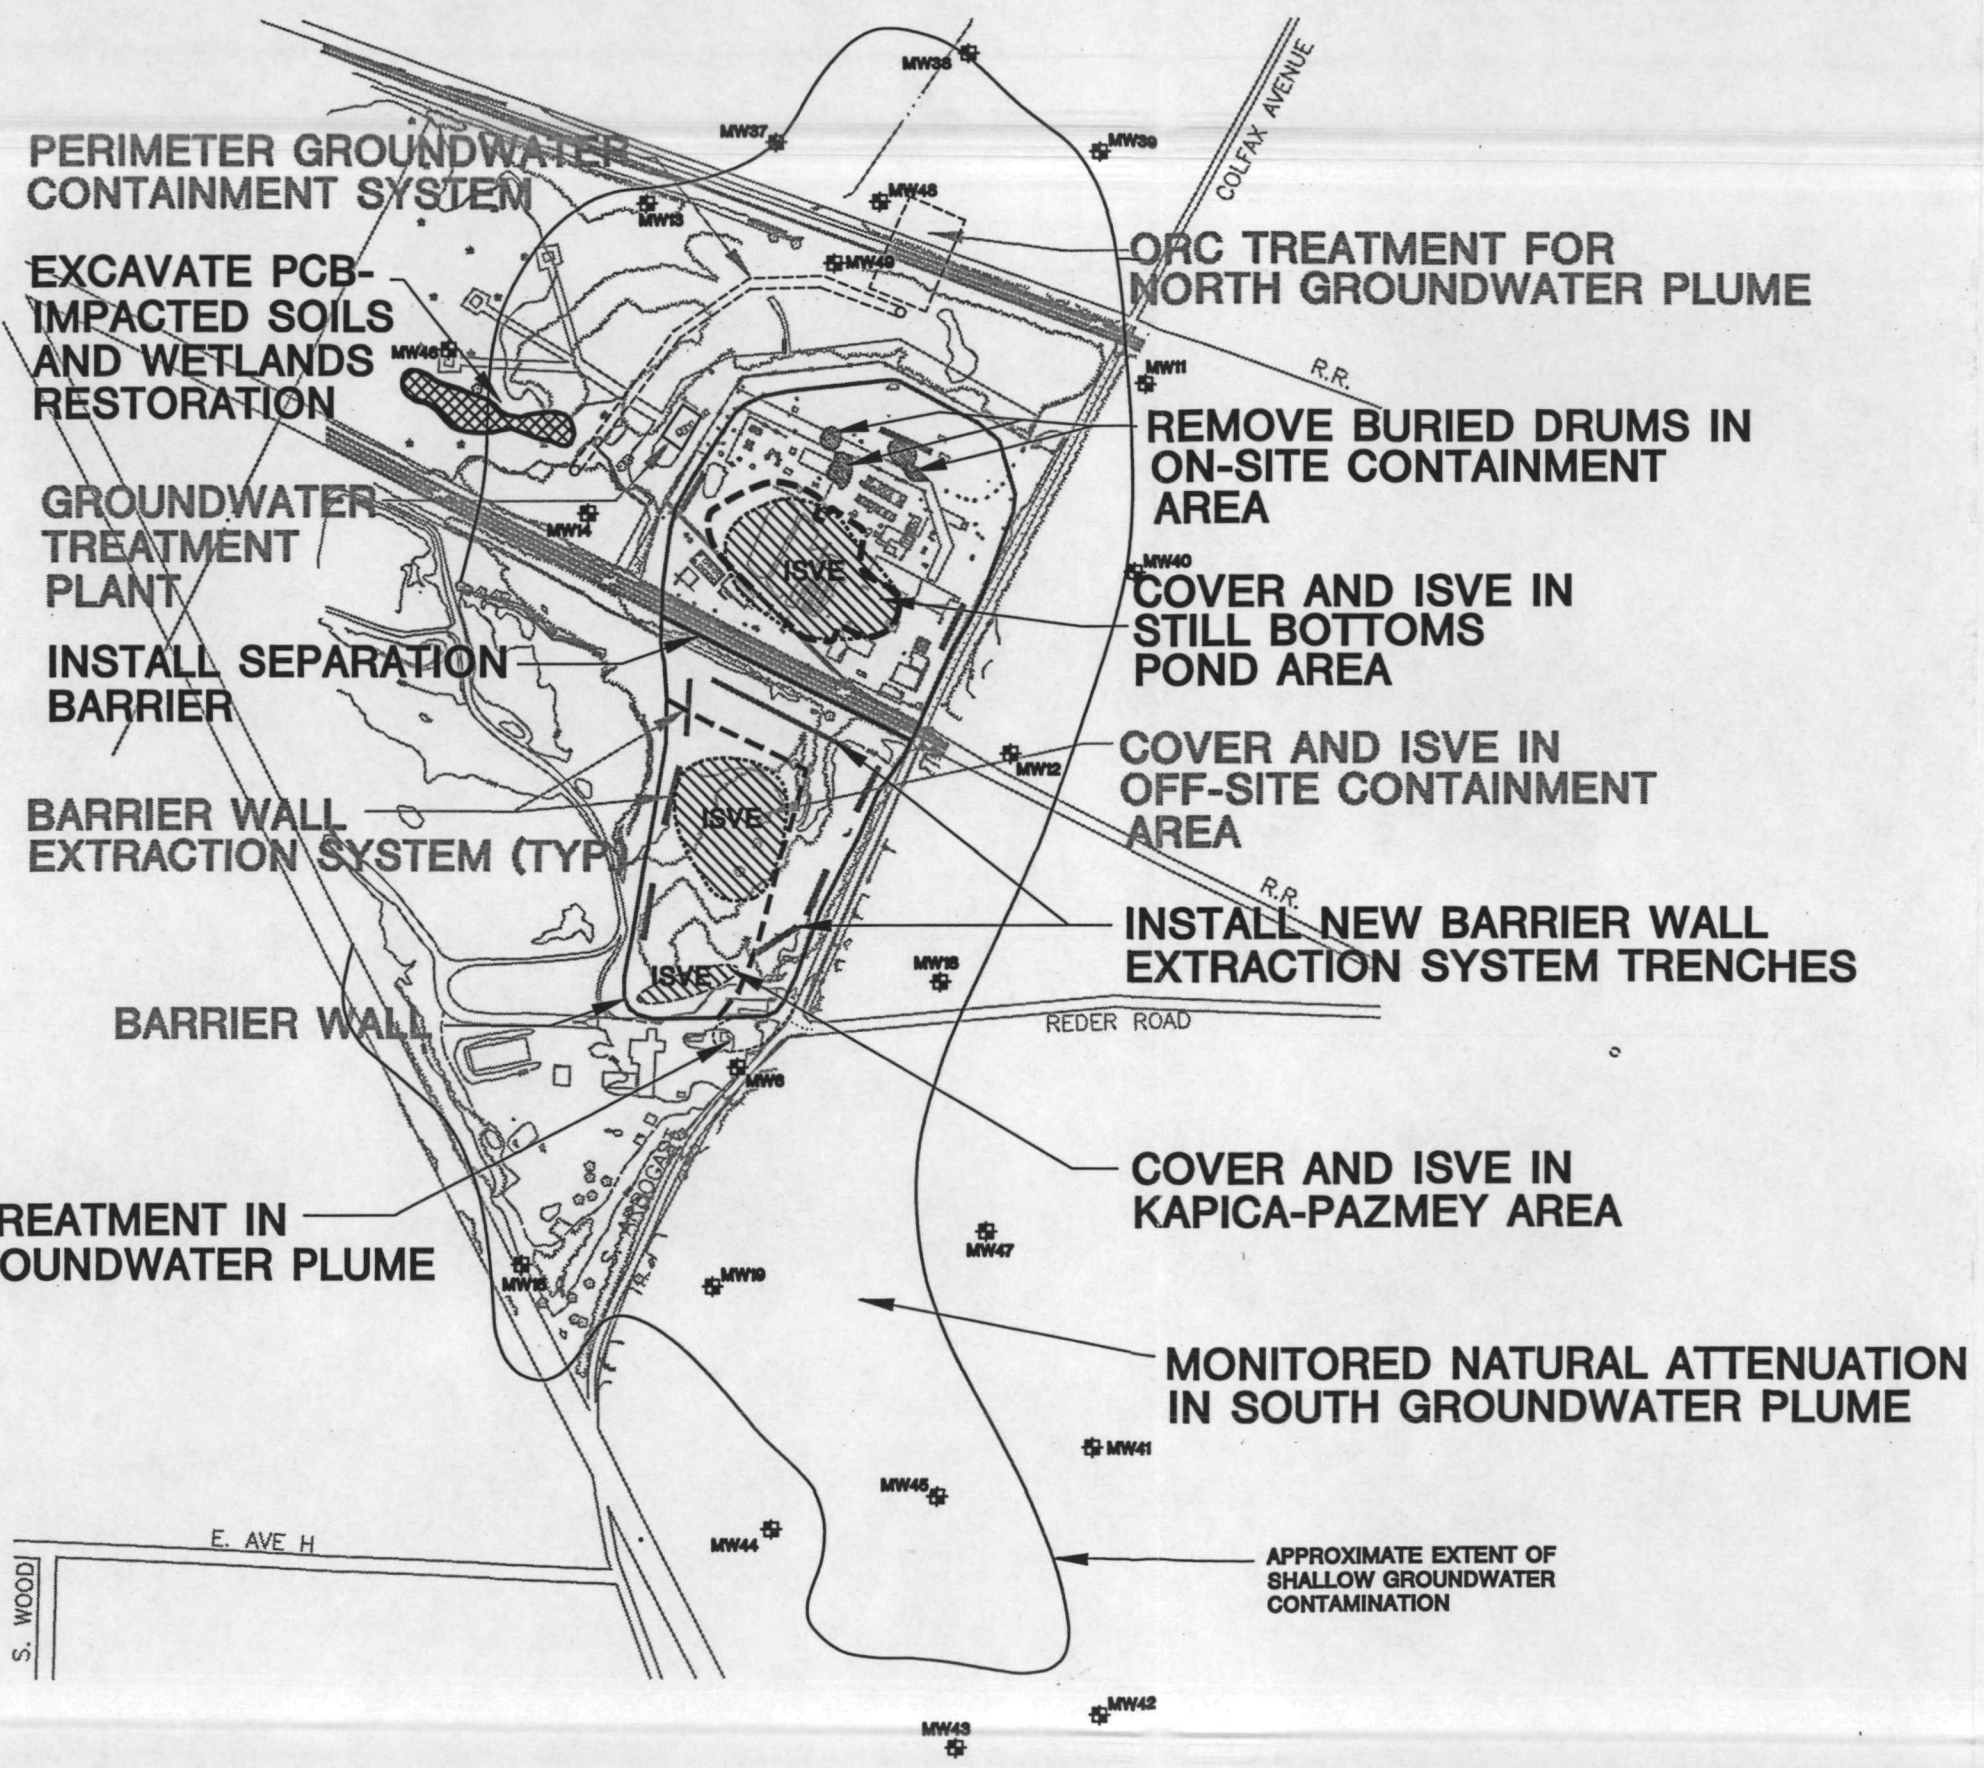 MW38
COLFAX AVENUE
MW37
MW39
PERIMETER GROUNDWATER
CONTAINMENT SYSTEM
MW48
MW13
ORC TREATMENT FOR
NORTH GROUNDWATER PLUME
MW49
EXCAVATE PCB-
IMPACTED SOILS
AND WETLANDS
RESTORATION
MW46
R.R.
MW11
REMOVE BURIED DRUMS IN
ON-SITE CONTAINMENT
AREA
GROUNDWATER
TREATMENT
PLANT
MW14
ISVE
MW40
COVER AND ISVE IN
STILL BOTTOMS
POND AREA
INSTALL SEPARATION
BARRIER
COVER AND ISVE IN
OFF-SITE CONTAINMENT
AREA
MW12
BARRIER WALL
EXTRACTION SYSTEM (TYP)
ISVE
R.R.
INSTALL NEW BARRIER WALL
EXTRACTION SYSTEM TRENCHES
ISVE
BARRIER WALL
REDER ROAD
MW6
COVER AND ISVE IN
KAPICA-PAZMEY AREA
S. ARBOGAST
REATMENT IN
OUNDWATER PLUME
MW47
MW19
MONITORED NATURAL ATTENUATION
IN SOUTH GROUNDWATER PLUME
MW41
MW45
MW44
E. AVE H
S. WOOD
APPROXIMATE EXTENT OF
SHALLOW GROUNDWATER
CONTAMINATION
MW42
MW43